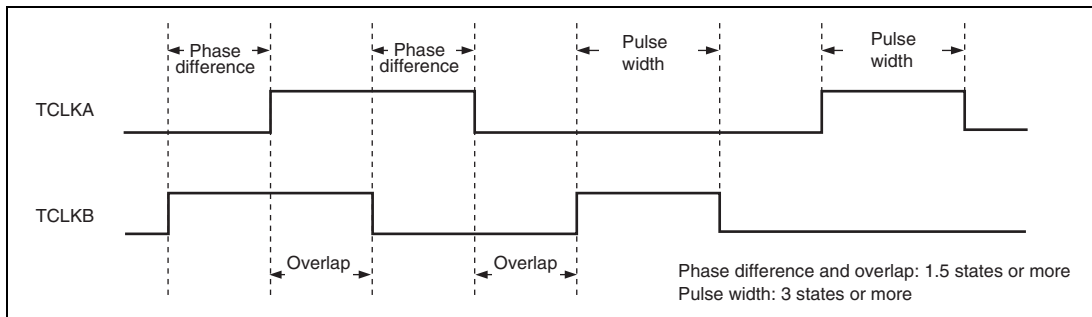 Phase
difference
Phase
difference
Pulse
width
Pulse
width
TCLKA
TCLKB
Overlap
Overlap
Phase difference and overlap: 1.5 states or more
Pulse width: 3 states or more